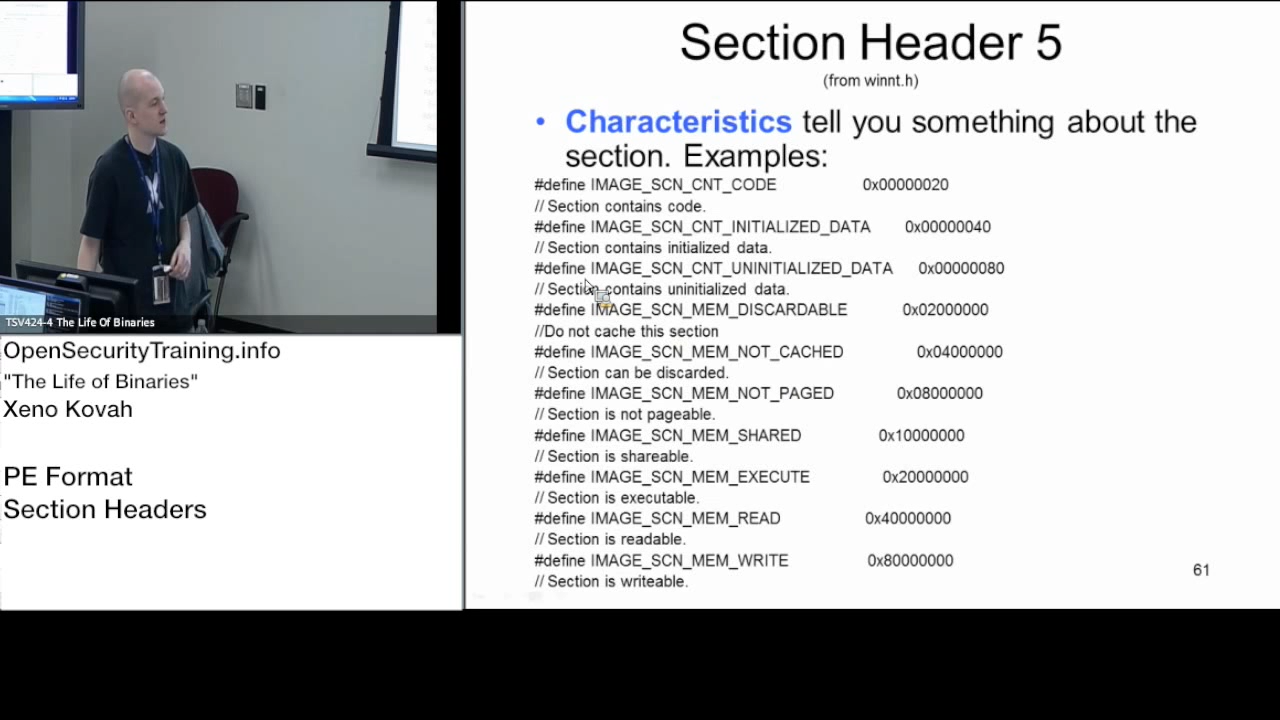 TSV424-4 The Life Of Binaries
OpenSecurityTraining.info
"The Life of Binaries"
Xeno Kovah
PE Format
Section Headers
Section Header 5
(from winnt.h)
• Characteristics tell you something about the
section. Examples:
#define IMAGE_SCN_CNT_CODE 0x00000020
// Section contains code.
#define IMAGE_SCN_CNT_INITIALIZED_DATA 0x00000040
// Section contains initialized data.
#define IMAGE_SCN_CNT_UNINITIALIZED_DATA 0x00000080
// Section contains uninitialized data.
#define IMAGE_SCN_MEM_DISCARDABLE 0x02000000
//Do not cache this section
#define IMAGE_SCN_MEM_NOT_CACHED 0x04000000
// Section can be discarded.
#define IMAGE_SCN_MEM_NOT_PAGED 0x08000000
// Section is not pageable.
#define IMAGE_SCN_MEM_SHARED 0x10000000
// Section is shareable.
#define IMAGE_SCN_MEM_EXECUTE 0x20000000
// Section is executable.
#define IMAGE_SCN_MEM_READ 0x40000000
// Section is readable.
#define IMAGE_SCN_MEM_WRITE 0x80000000
// Section is writeable.
61